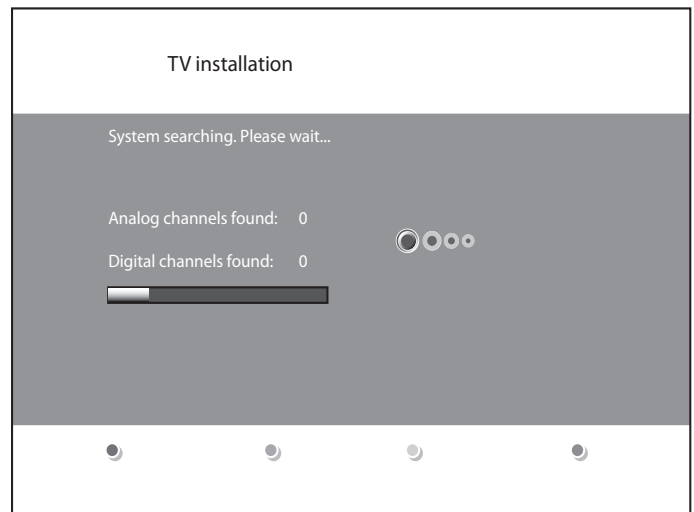 TV installation
System searching. Please wait...
Analog channels found: 0
Digital channels found: 0